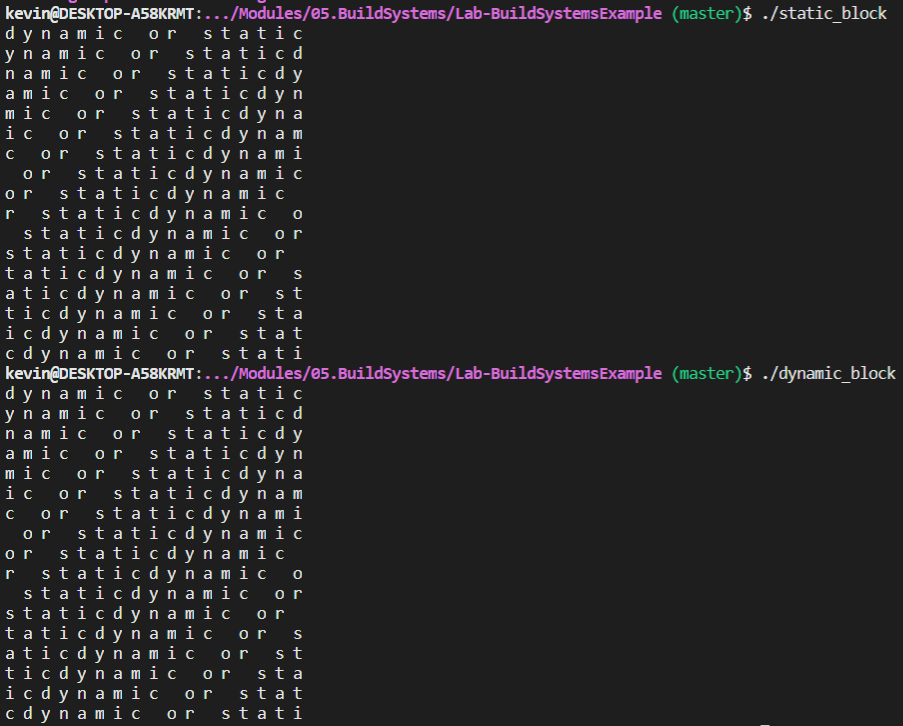 kevin@DESKTOP-A58KRMT:.../Modules/05.BuildSystems/Lab-BuildSystemsExample (master)$ ./static_block
d y n a m i c   o r   s t a t i c
y n a m i c   o r   s t a t i c d
n a m i c   o r   s t a t i c d y
a m i c   o r   s t a t i c d y n
m i c   o r   s t a t i c d y n a
i c   o r   s t a t i c d y n a m
c   o r   s t a t i c d y n a m i
  o r   s t a t i c d y n a m i c
o r   s t a t i c d y n a m i c
r   s t a t i c d y n a m i c   o
  s t a t i c d y n a m i c   o r
s t a t i c d y n a m i c   o r
t a t i c d y n a m i c   o r   s
a t i c d y n a m i c   o r   s t
t i c d y n a m i c   o r   s t a
i c d y n a m i c   o r   s t a t
c d y n a m i c   o r   s t a t i
kevin@DESKTOP-A58KRMT:.../Modules/05.BuildSystems/Lab-BuildSystemsExample (master)$ ./dynamic_block
d y n a m i c   o r   s t a t i c
y n a m i c   o r   s t a t i c d
n a m i c   o r   s t a t i c d y
a m i c   o r   s t a t i c d y n
m i c   o r   s t a t i c d y n a
i c   o r   s t a t i c d y n a m
c   o r   s t a t i c d y n a m i
  o r   s t a t i c d y n a m i c
o r   s t a t i c d y n a m i c
r   s t a t i c d y n a m i c   o
  s t a t i c d y n a m i c   o r
s t a t i c d y n a m i c   o r
t a t i c d y n a m i c   o r   s
a t i c d y n a m i c   o r   s t
t i c d y n a m i c   o r   s t a
i c d y n a m i c   o r   s t a t
c d y n a m i c   o r   s t a t i